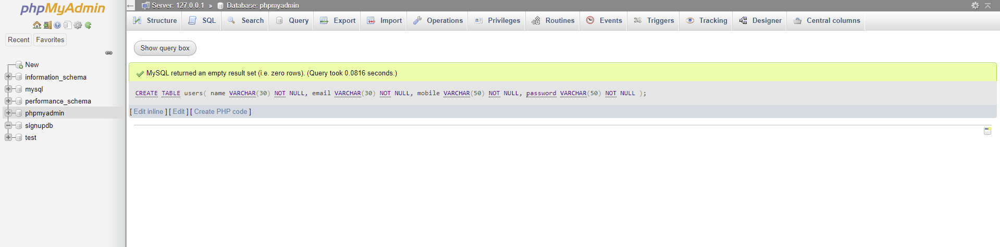 phpMyAdmin
Recent Favorites
New
information_schema
mysql
performance_schema
phpmyadmin
signupdb
test
Server: 127.0.0.1 » Database: phpmyadmin
Structure SQL Search Query Export Import Operations Privileges Routines Events Triggers Tracking Designer Central columns
Show query box
MySQL returned an empty result set (i.e. zero rows). (Query took 0.0816 seconds.)
CREATE TABLE users( name VARCHAR(30) NOT NULL, email VARCHAR(30) NOT NULL, mobile VARCHAR(50) NOT NULL, password VARCHAR(50) NOT NULL );
[ Edit inline ] [ Edit ] [ Create PHP code ]